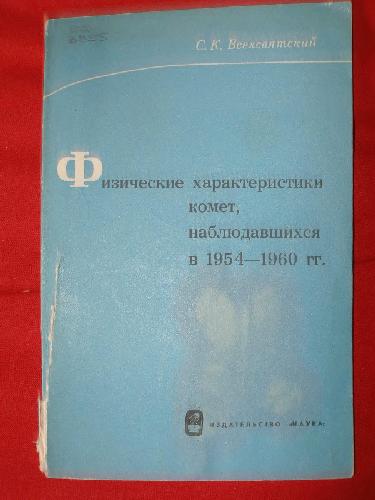 С. К. Всехсвятский
Физические характеристики
комет,
наблюдавшихся
в 1954—1960 гг.
ИЗДАТЕЛЬСТВО «НАУКА»